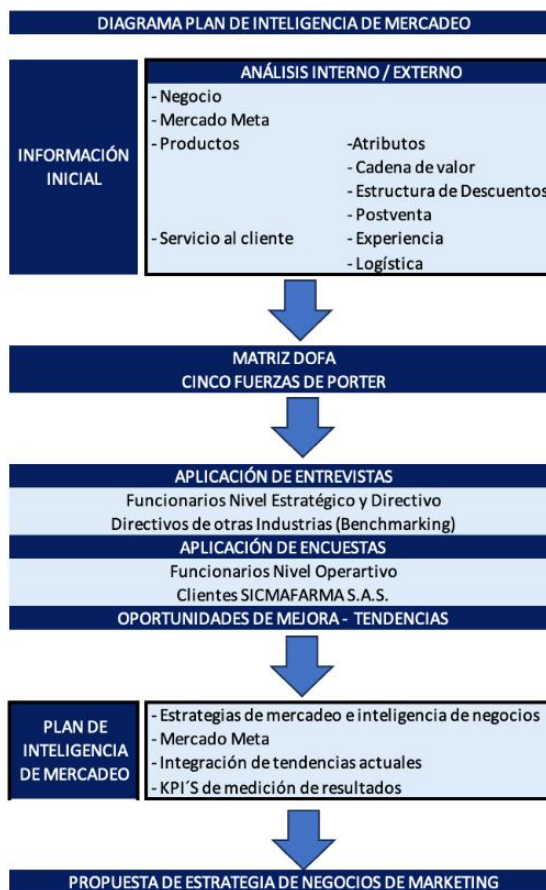 DIAGRAMA PLAN DE INTELIGENCIA DE MERCADEO
INFORMACIÓN
INICIAL
ANÁLISIS INTERNO / EXTERNO
- Negocio
- Mercado Meta
- Productos -Atributos
- Cadena de valor
- Estructura de Descuentos
- Postventa
- Servicio al cliente - Experiencia
- Logística
MATRIZ DOFA
CINCO FUERZAS DE PORTER
APLICACIÓN DE ENTREVISTAS
Funcionarios Nivel Estratégico y Directivo
Directivos de otras Industrias (Benchmarking)
APLICACIÓN DE ENCUESTAS
Funcionarios Nivel Operartivo
Clientes SICMAFARMA S.A.S.
OPORTUNIDADES DE MEJORA - TENDENCIAS
PLAN DE
INTELIGENCIA
DE MERCADEO
- Estrategias de mercadeo e inteligencia de negocios
- Mercado Meta
- Integración de tendencias actuales
- KPI´S de medición de resultados
PROPUESTA DE ESTRATEGIA DE NEGOCIOS DE MARKETING